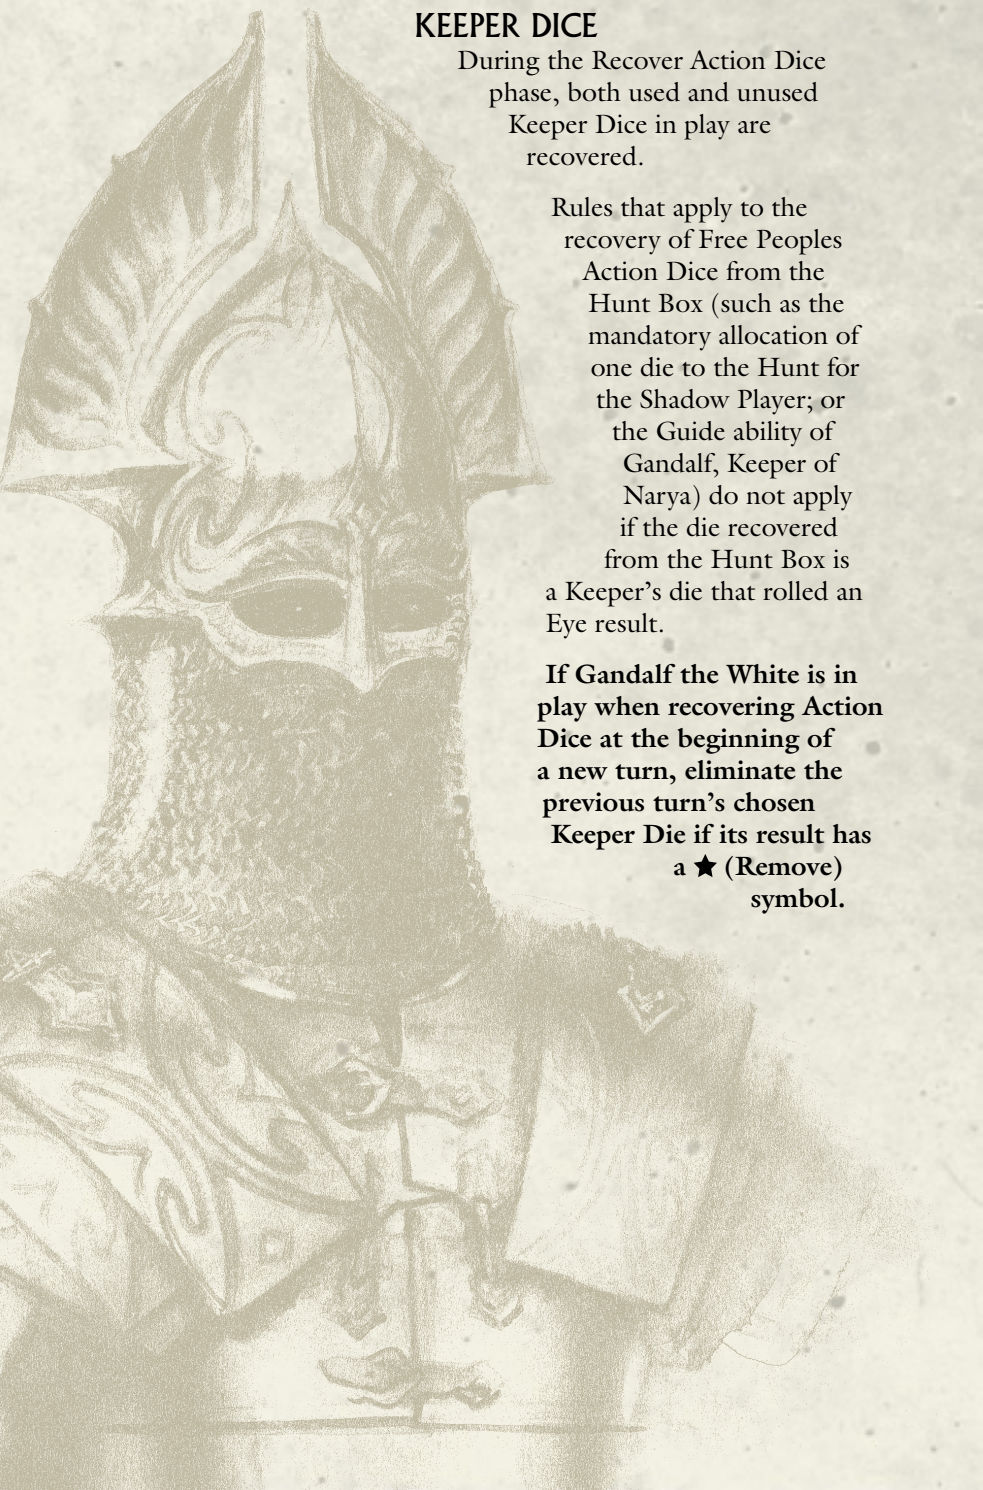 KEEPER DICE
During the Recover Action Dice
phase, both used and unused
Keeper Dice in play are
recovered.
Rules that apply to the
recovery of Free Peoples
Action Dice from the
Hunt Box (such as the
mandatory allocation of
one die to the Hunt for
the Shadow Player; or
the Guide ability of
Gandalf, Keeper of
Narya) do not apply
if the die recovered
from the Hunt Box is
a Keeper’s die that rolled an
Eye result.
If Gandalf the White is in
play when recovering Action
Dice at the beginning of
a new turn, eliminate the
previous turn’s chosen
Keeper Die if its result has
a ★ (Remove)
symbol.